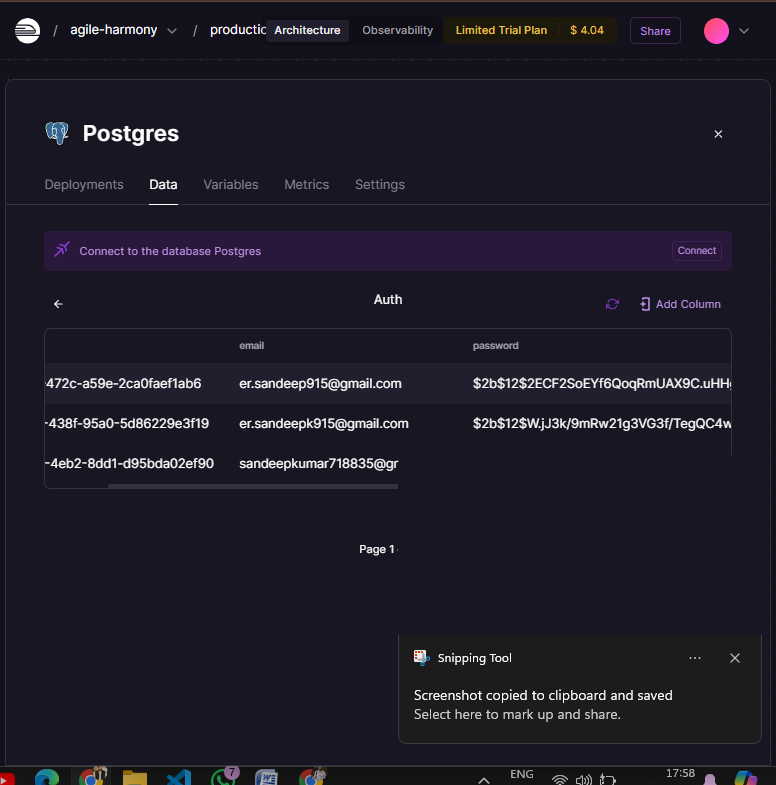 / agile-harmony / productic Architecture Observability Limited Trial Plan $ 4.04 Share
Postgres
Deployments Data Variables Metrics Settings
Connect to the database Postgres Connect
Auth Add Column
email password
472c-a59e-2ca0faef1ab6 er.sandeep915@gmail.com $2b$12$2ECF2SoEYf6QoqRmUAX9C.uHH
-438f-95a0-5d86229e3f19 er.sandeepk915@gmail.com $2b$12$W.jJ3k/9mRw21g3VG3f/TegQC4w
-4eb2-8dd1-d95bda02ef90 sandeepkumar718835@gr
Page 1
Snipping Tool
Screenshot copied to clipboard and saved
Select here to mark up and share.
7 ENG 17:58